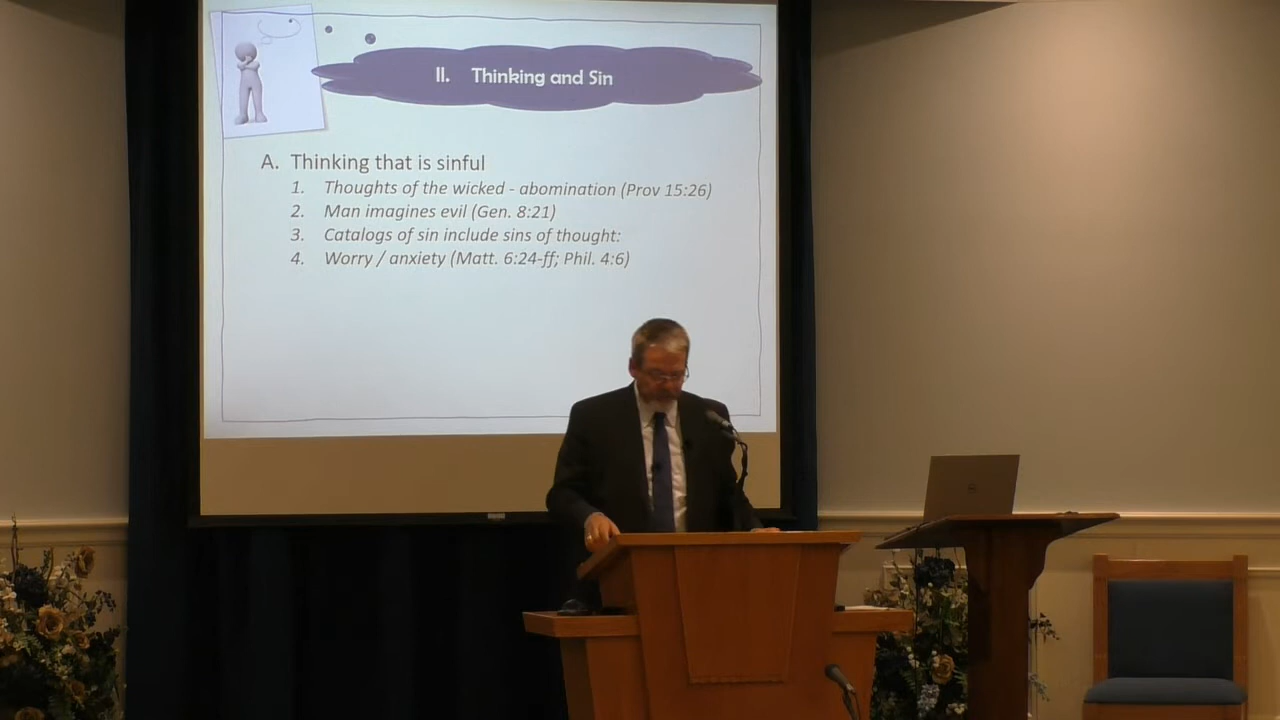 II. Thinking and Sin
A. Thinking that is sinful
1. Thoughts of the wicked - abomination (Prov 15:26)
2. Man imagines evil (Gen. 8:21)
3. Catalogs of sin include sins of thought:
4. Worry / anxiety (Matt. 6:24-ff; Phil. 4:6)